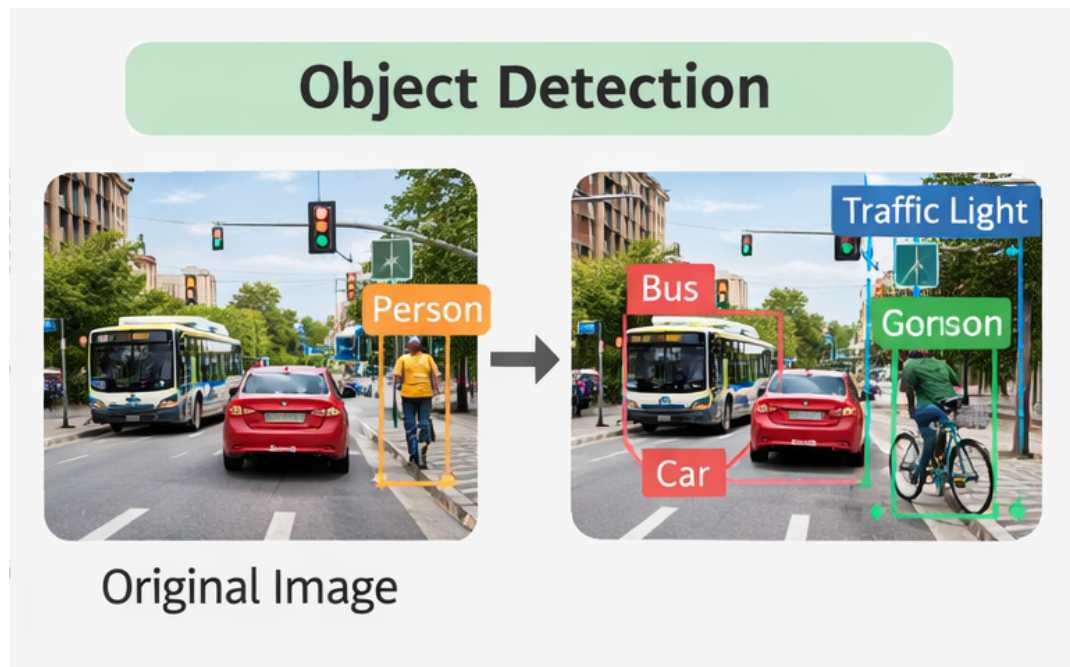 Object Detection
Person
Traffic Light
Bus
Gonson
Car
Original Image